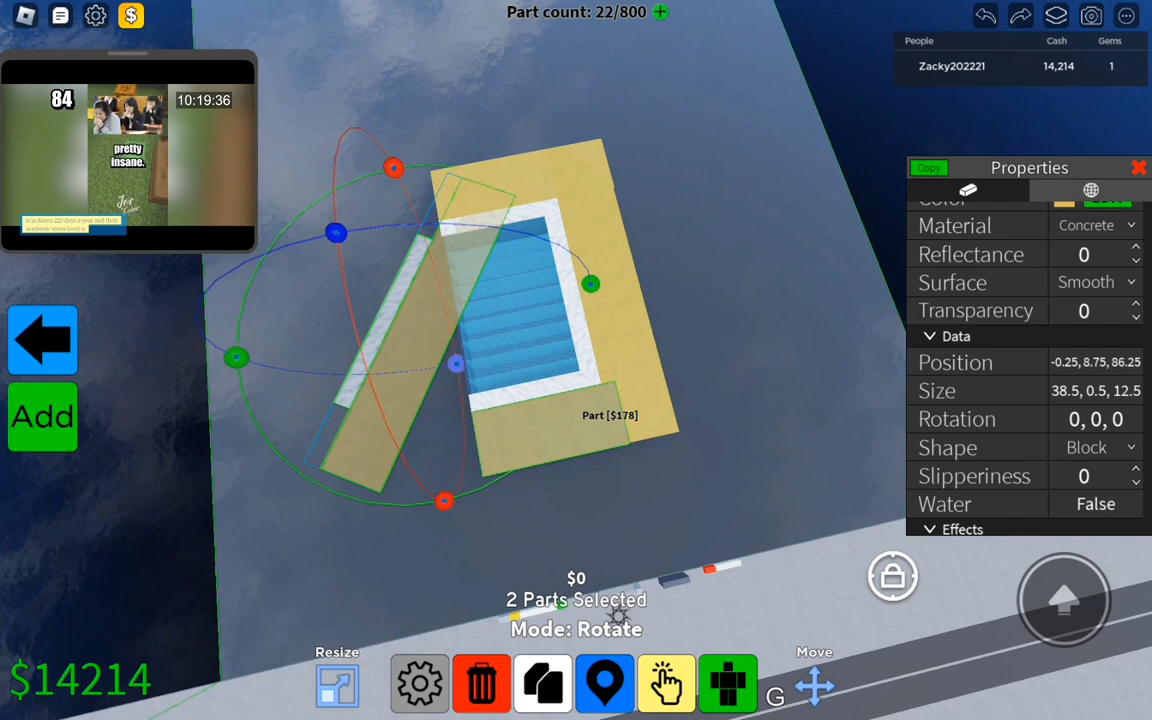 Part count: 22/800
People Cash Gems
Zacky202221 14,214 1
84
10:19:36
pretty
insane.
Copy Properties
Material Concrete
Reflectance 0
Surface Smooth
Transparency 0
Data
Position -0.25, 8.75, 86.25
Size 38.5, 0.5, 12.5
Rotation 0, 0, 0
Shape Block
Slipperiness 0
Water False
Effects
Add
Part [$178]
$0
2 Parts Selected
Mode: Rotate
Resize
Move
G
$14214